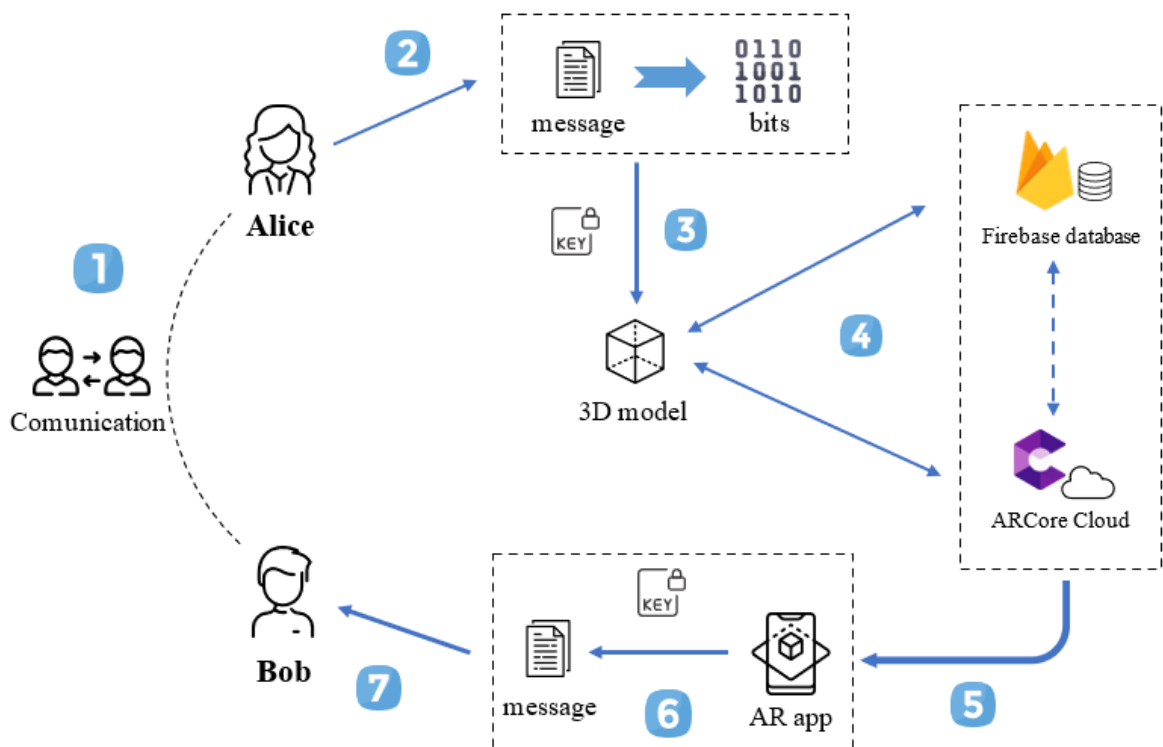 1
Alice
Comunication
Bob
2
message
bits
0110
1001
1010
KEY
3
3D model
4
Firebase database
ARCore Cloud
5
AR app
KEY
6
message
7